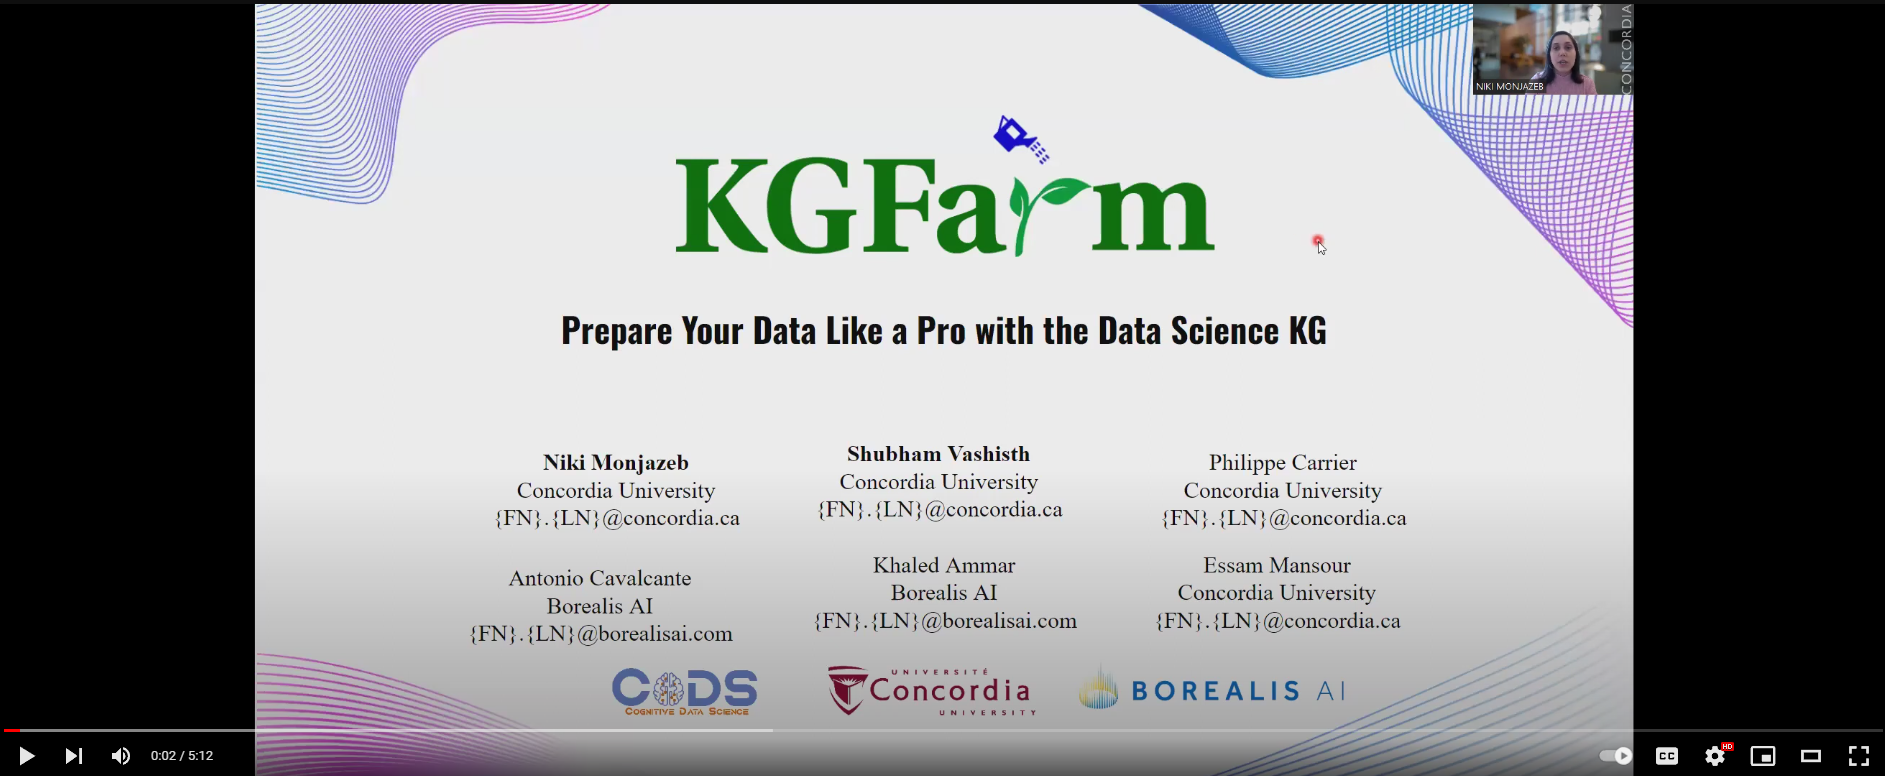 CONCORDIA
NIKI MONJAZEB
KGFarm
Prepare Your Data Like a Pro with the Data Science KG
Niki Monjazeb
Concordia University
{FN}.{LN}@concordia.ca
Shubham Vashisth
Concordia University
{FN}.{LN}@concordia.ca
Philippe Carrier
Concordia University
{FN}.{LN}@concordia.ca
Antonio Cavalcante
Borealis AI
{FN}.{LN}@borealisai.com
Khaled Ammar
Borealis AI
{FN}.{LN}@borealisai.com
Essam Mansour
Concordia University
{FN}.{LN}@concordia.ca
CODS
COGNITIVE DATA SCIENCE
UNIVERSITÉ
Concordia
UNIVERSITY
BOREALIS AI
0:02 / 5:12
CC
HD